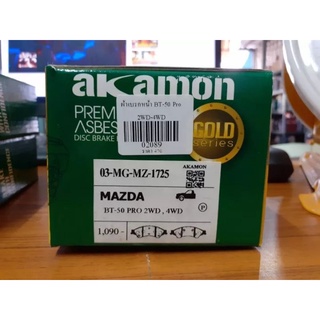 akamon
ผ้าเบรกหน้า BT-50 Pro
2WD-4WD
PREM
ASBES
DISC BRAKE
02089
GOLD
series
AKAMON
03-MG-MZ-1725
MAZDA
BT-50 PRO 2WD , 4WD
P
1,090 -